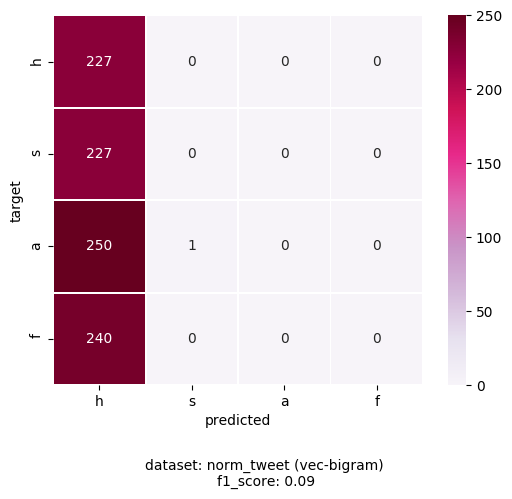 250
h 227 0 0 0
200
s 227 0 0 0
150
target
100
a 250 1 0 0
50
f 240 0 0 0
0
h s a f
predicted
dataset: norm_tweet (vec-bigram)
f1_score: 0.09